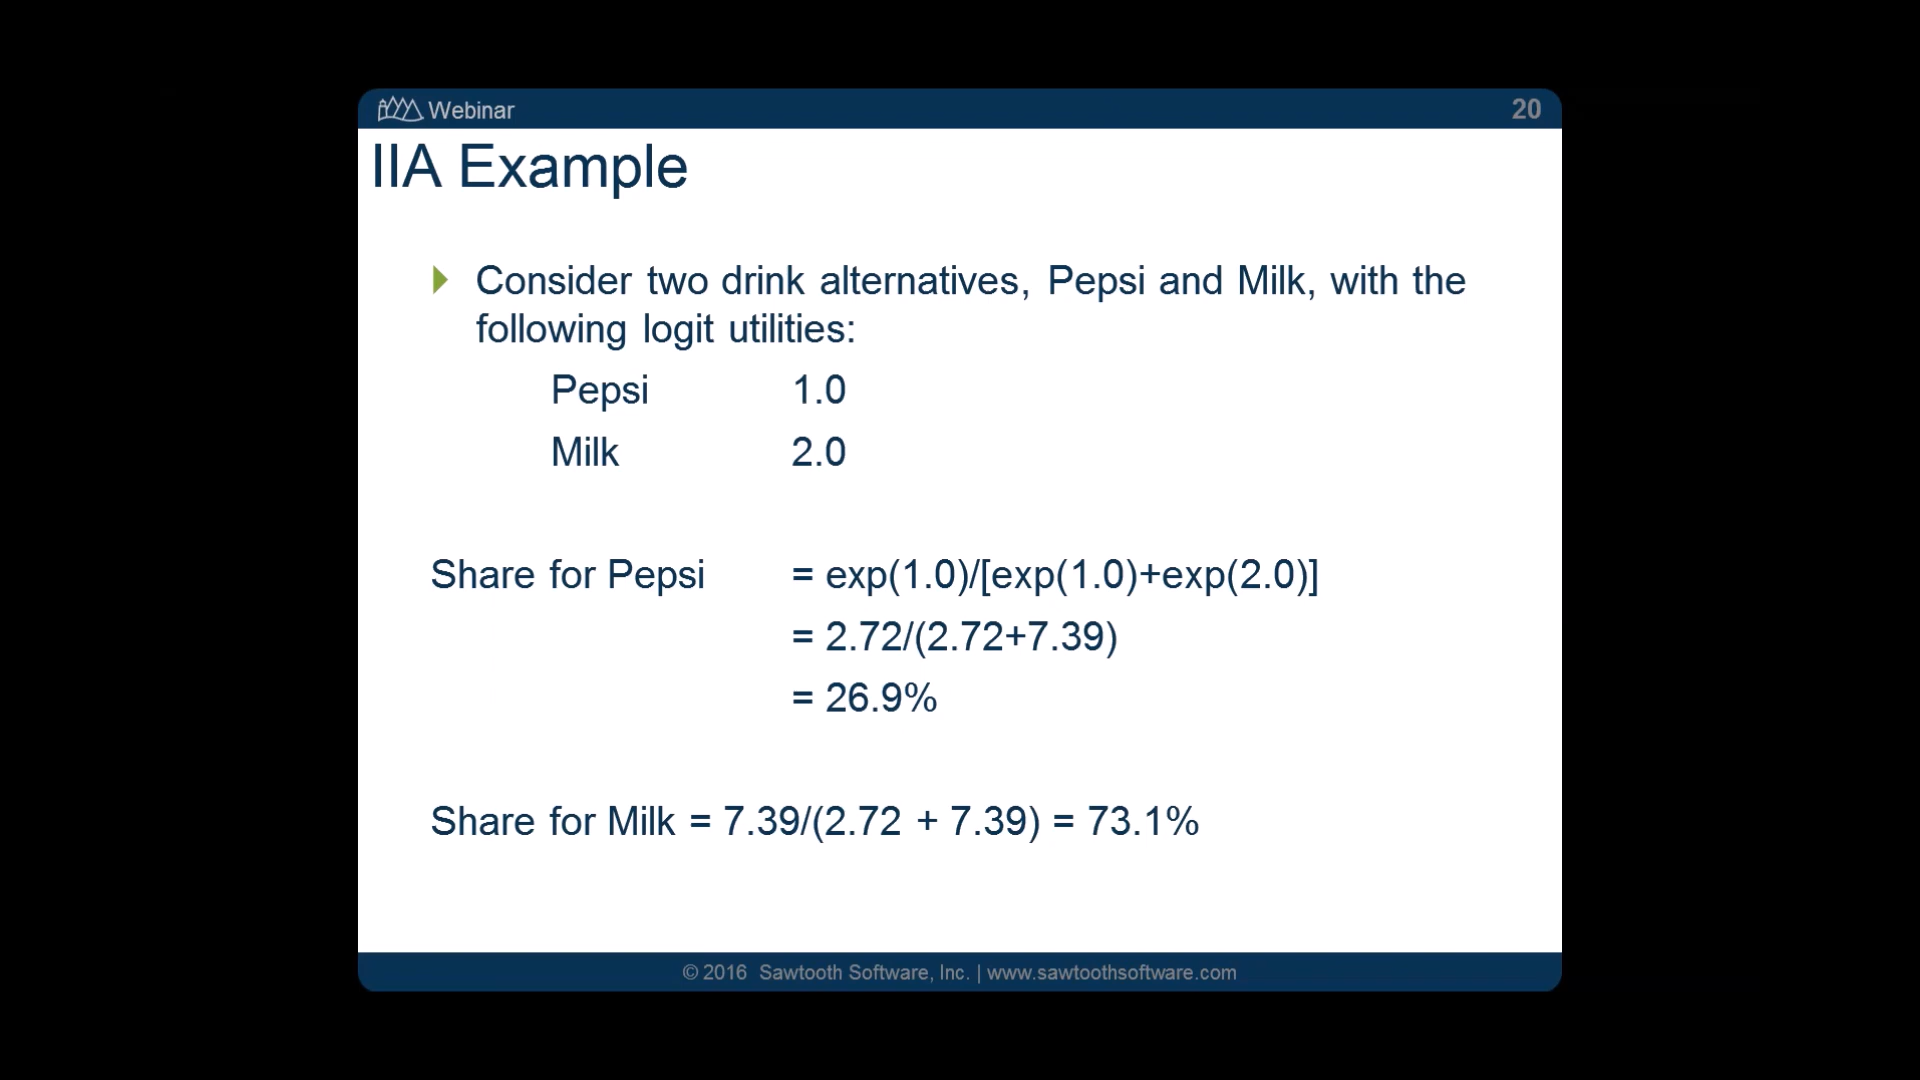 Webinar 20
IIA Example
Consider two drink alternatives, Pepsi and Milk, with the
following logit utilities:
Pepsi 1.0
Milk 2.0
Share for Pepsi = exp(1.0)/[exp(1.0)+exp(2.0)]
= 2.72/(2.72+7.39)
= 26.9%
Share for Milk = 7.39/(2.72 + 7.39) = 73.1%
© 2016 Sawtooth Software, Inc. | www.sawtoothsoftware.com